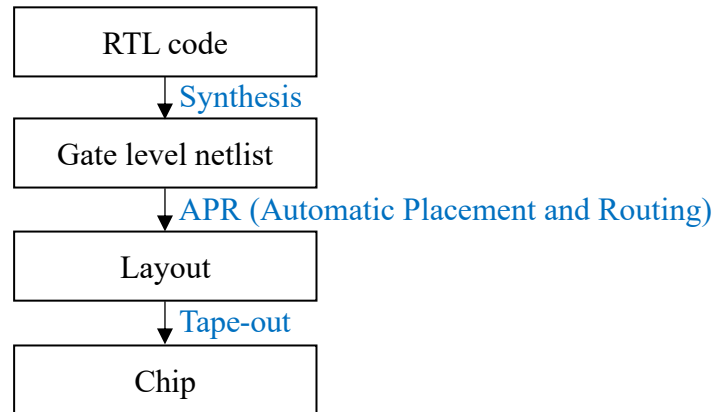 RTL code
Synthesis
Gate level netlist
APR (Automatic Placement and Routing)
Layout
Tape-out
Chip